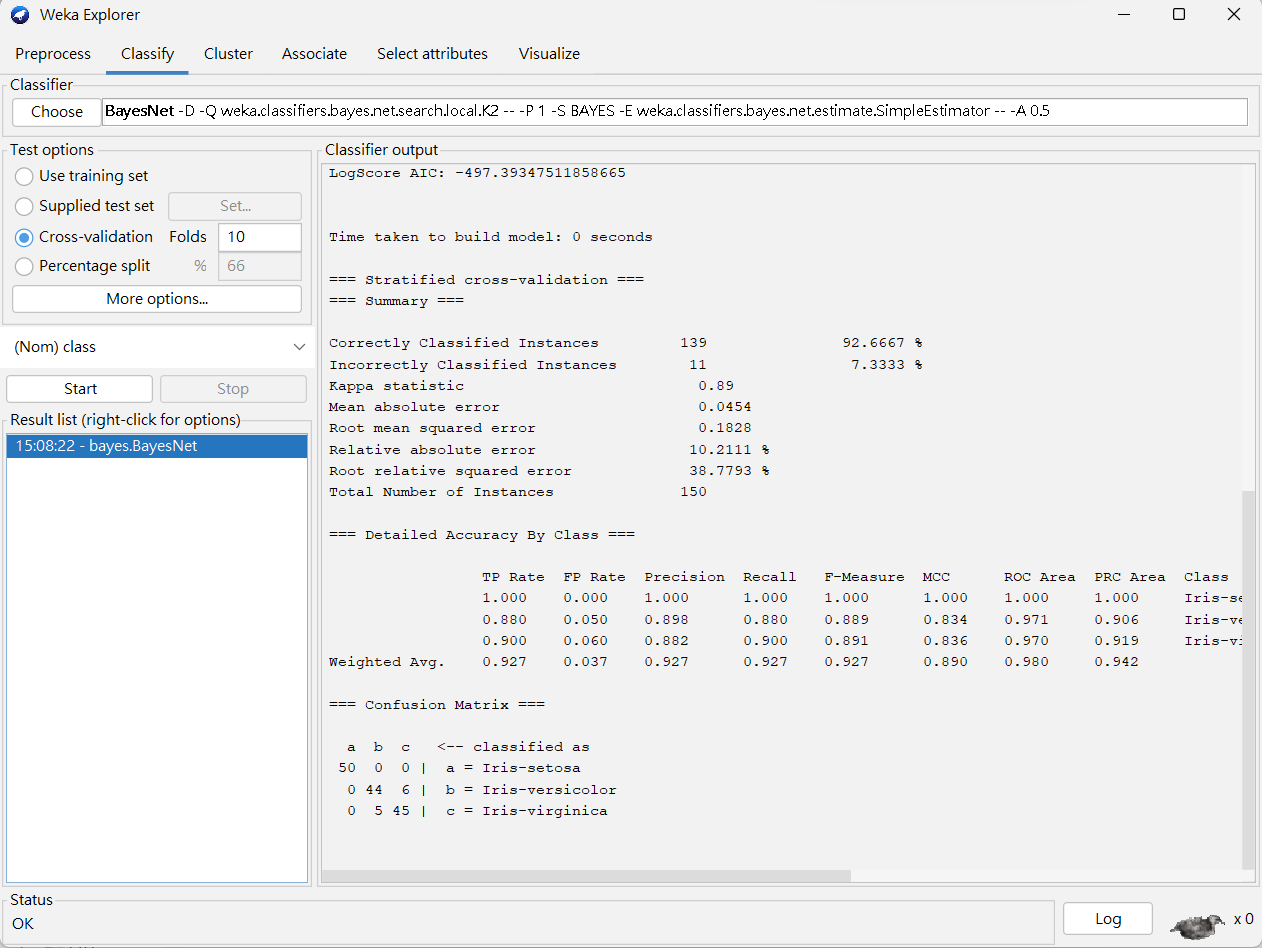 Weka Explorer
Preprocess Classify Cluster Associate Select attributes Visualize
Classifier
Choose BayesNet -D -Q weka.classifiers.bayes.net.search.local.K2 -- -P 1 -S BAYES -E weka.classifiers.bayes.net.estimate.SimpleEstimator -- -A 0.5
Test options
Use training set
Supplied test set Set...
Cross-validation Folds 10
Percentage split % 66
More options...
(Nom) class
Start Stop
Result list (right-click for options)
15:08:22 - bayes.BayesNet
Classifier output
LogScore AIC: -497.39347511858665
Time taken to build model: 0 seconds
=== Stratified cross-validation ===
=== Summary ===
Correctly Classified Instances 139 92.6667 %
Incorrectly Classified Instances 11 7.3333 %
Kappa statistic 0.89
Mean absolute error 0.0454
Root mean squared error 0.1828
Relative absolute error 10.2111 %
Root relative squared error 38.7793 %
Total Number of Instances 150
=== Detailed Accuracy By Class ===
TP Rate FP Rate Precision Recall F-Measure MCC ROC Area PRC Area Class
1.000 0.000 1.000 1.000 1.000 1.000 1.000 1.000 Iris-se
0.880 0.050 0.898 0.880 0.889 0.834 0.971 0.906 Iris-ve
0.900 0.060 0.882 0.900 0.891 0.836 0.970 0.919 Iris-vi
Weighted Avg. 0.927 0.037 0.927 0.927 0.927 0.890 0.980 0.942
=== Confusion Matrix ===
a b c <-- classified as
50 0 0 | a = Iris-setosa
0 44 6 | b = Iris-versicolor
0 5 45 | c = Iris-virginica
Status
OK
Log
x 0